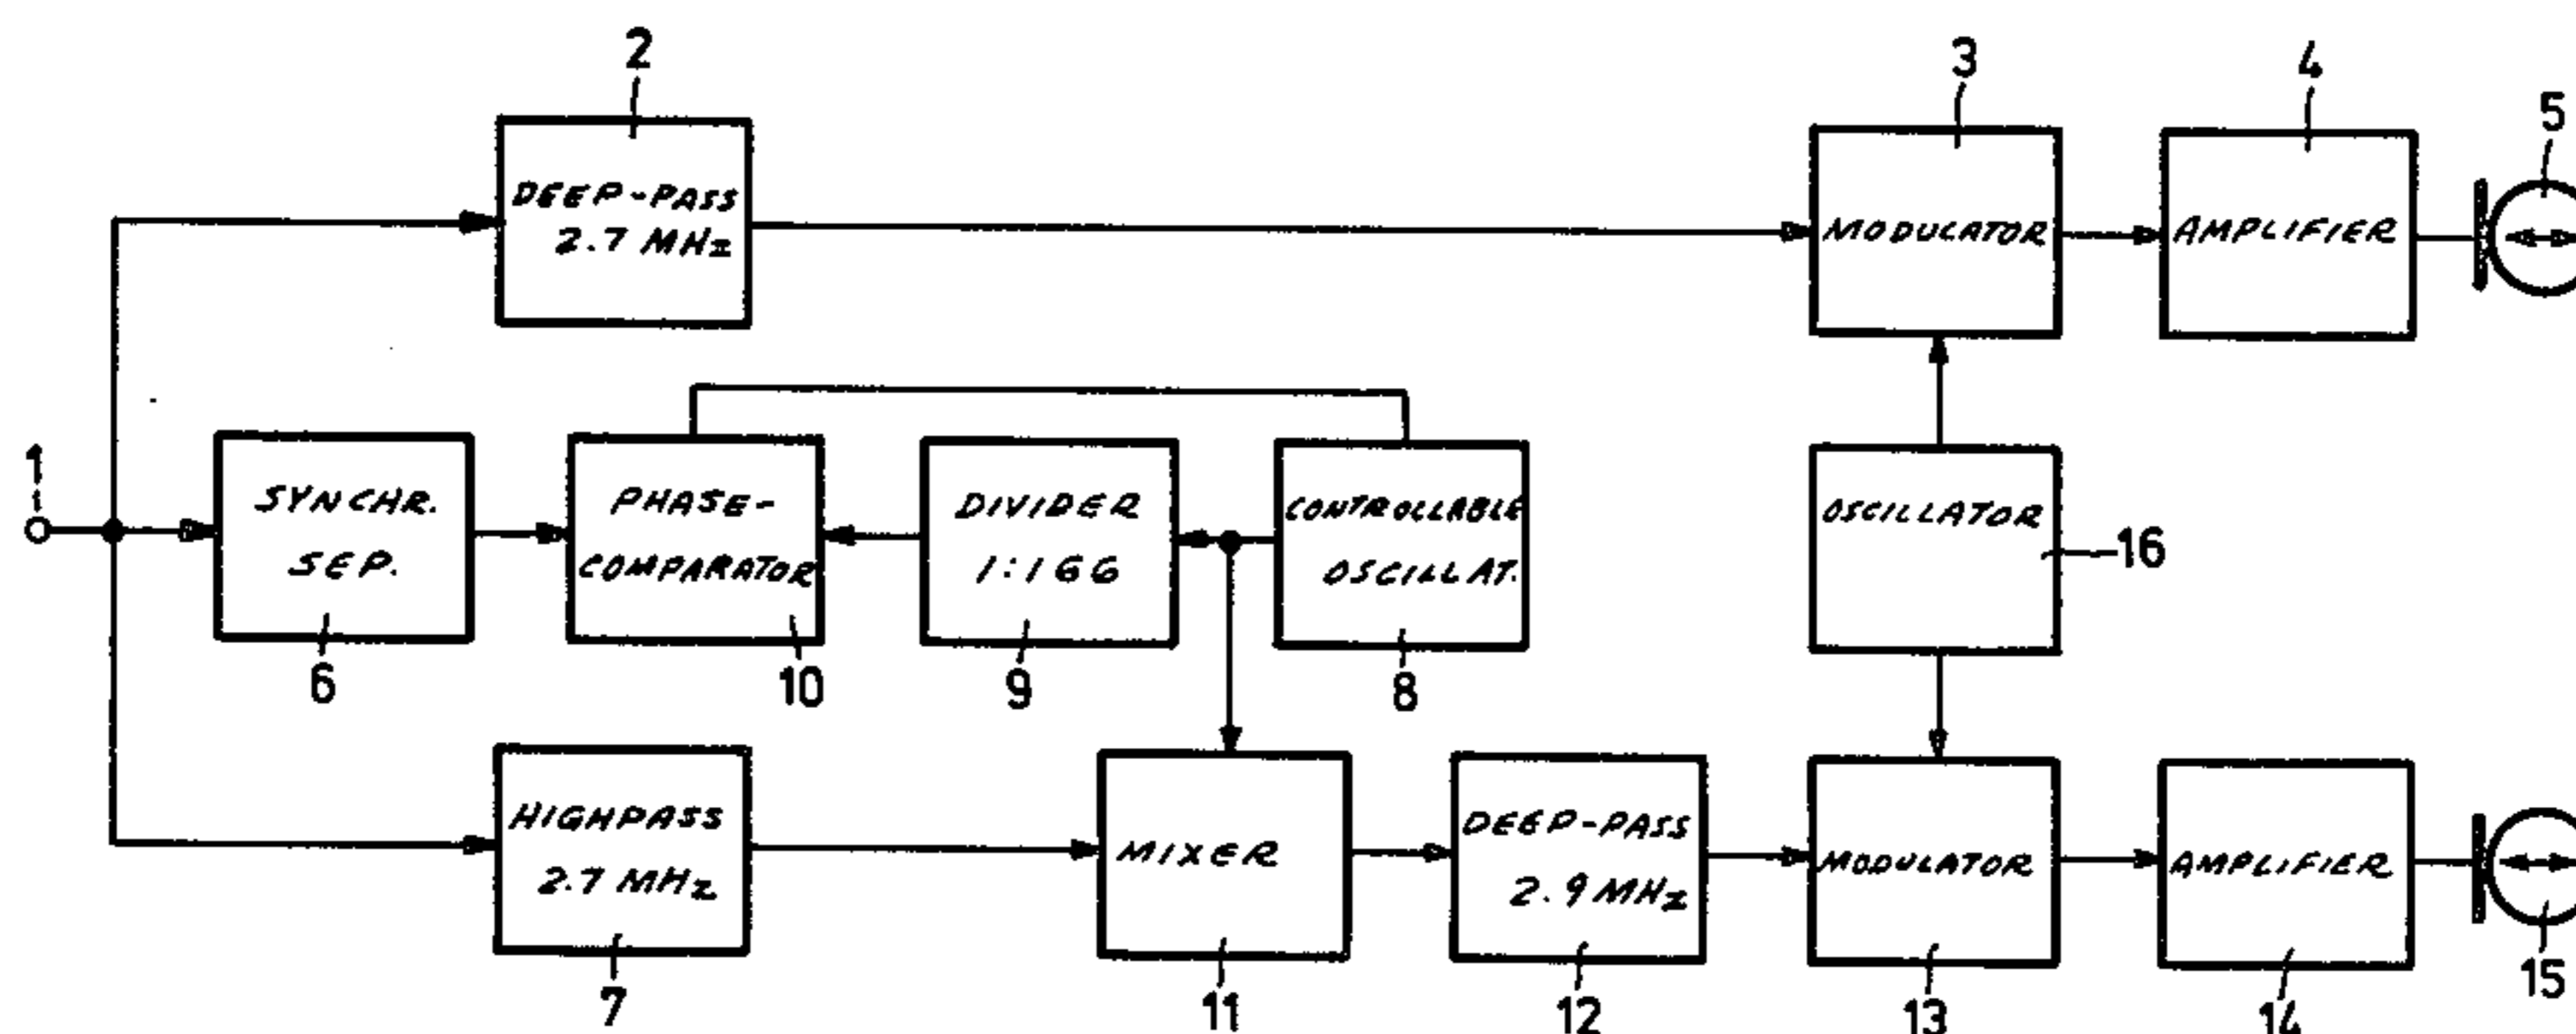 2
3
4
5
DEEP-PASS
2.7 MHz
MODULATOR
AMPLIFIER
1
SYNCHR.
SEP.
PHASE-
COMPARATOR
DIVIDER
1:166
CONTROLLABLE
OSCILLAT.
OSCILLATOR
16
6
10
9
8
HIGHPASS
2.7 MHz
MIXER
DEEP-PASS
2.9 MHz
MODULATOR
AMPLIFIER
7
11
12
13
14
15